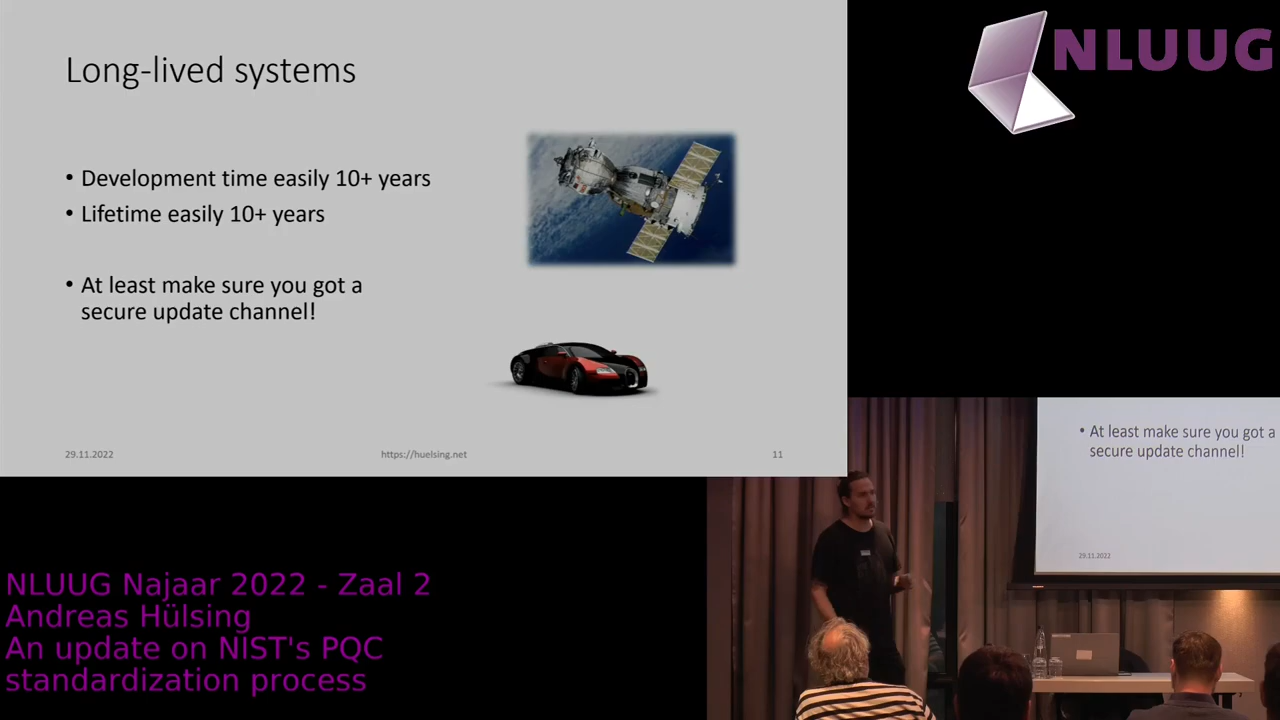 Long-lived systems
• Development time easily 10+ years
• Lifetime easily 10+ years
• At least make sure you got a
secure update channel!
29.11.2022
https://huelsing.net
11
NLUUG
• At least make sure you got a
secure update channel!
29.11.2022
NLUUG Najaar 2022 - Zaal 2
Andreas Hülsing
An update on NIST's PQC
standardization process